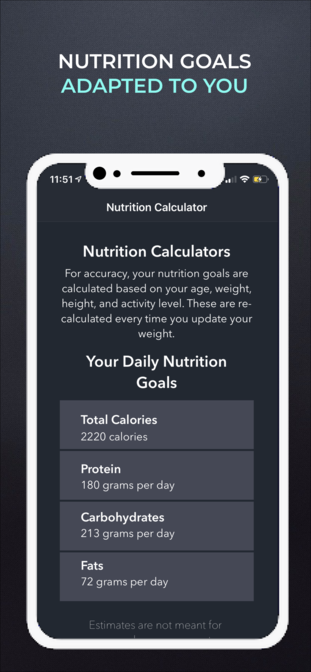 NUTRITION GOALS
ADAPTED TO YOU
11:51
Nutrition Calculator
Nutrition Calculators
For accuracy, your nutrition goals are
calculated based on your age, weight,
height, and activity level. These are re-
calculated every time you update your
weight.
Your Daily Nutrition
Goals
Total Calories
2220 calories
Protein
180 grams per day
Carbohydrates
213 grams per day
Fats
72 grams per day
Estimates are not meant for